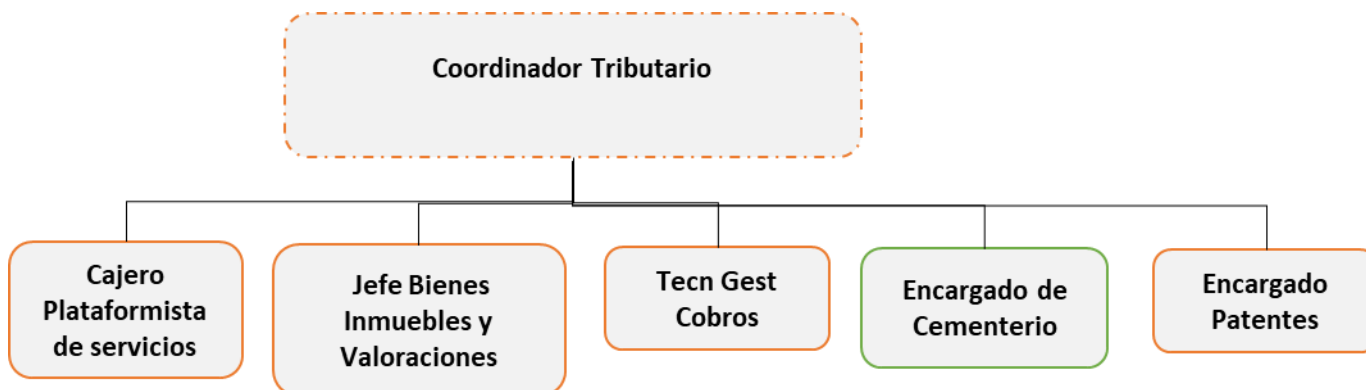 Coordinador Tributario
Cajero
Plataformista
de servicios
Jefe Bienes
Inmuebles y
Valoraciones
Tecn Gest
Cobros
Encargado de
Cementerio
Encargado
Patentes